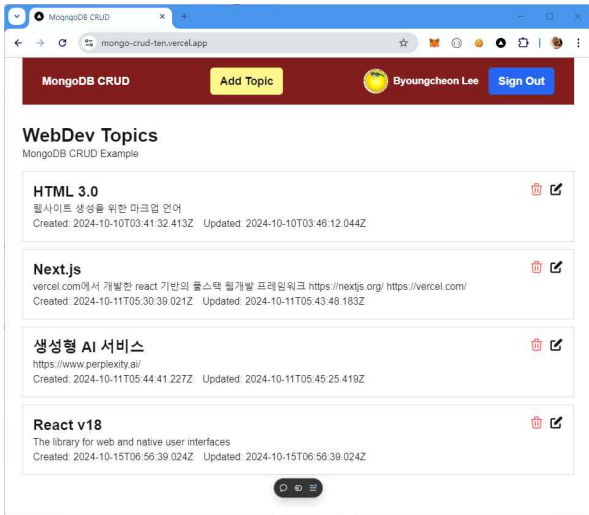 MoqnqoDB CRUD
mongo-crud-ten.vercel.app
MongoDB CRUD
Add Topic
Byoungcheon Lee
Sign Out
WebDev Topics
MongoDB CRUD Example
HTML 3.0
웹사이트 생성을 위한 마크업 언어
Created: 2024-10-10T03:41:32.413Z Updated: 2024-10-10T03:46:12.044Z
Next.js
vercel.com에서 개발한 react 기반의 풀스택 웹개발 프레임워크 https://nextjs.org/ https://vercel.com/
Created: 2024-10-11T05:30:39.021Z Updated: 2024-10-11T05:43:48.183Z
생성형 AI 서비스
https://www.perplexity.ai/
Created: 2024-10-11T05:44:41.227Z Updated: 2024-10-11T05:45:25.419Z
React v18
The library for web and native user interfaces
Created: 2024-10-15T06:56:39.024Z Updated: 2024-10-15T06:56:39.024Z